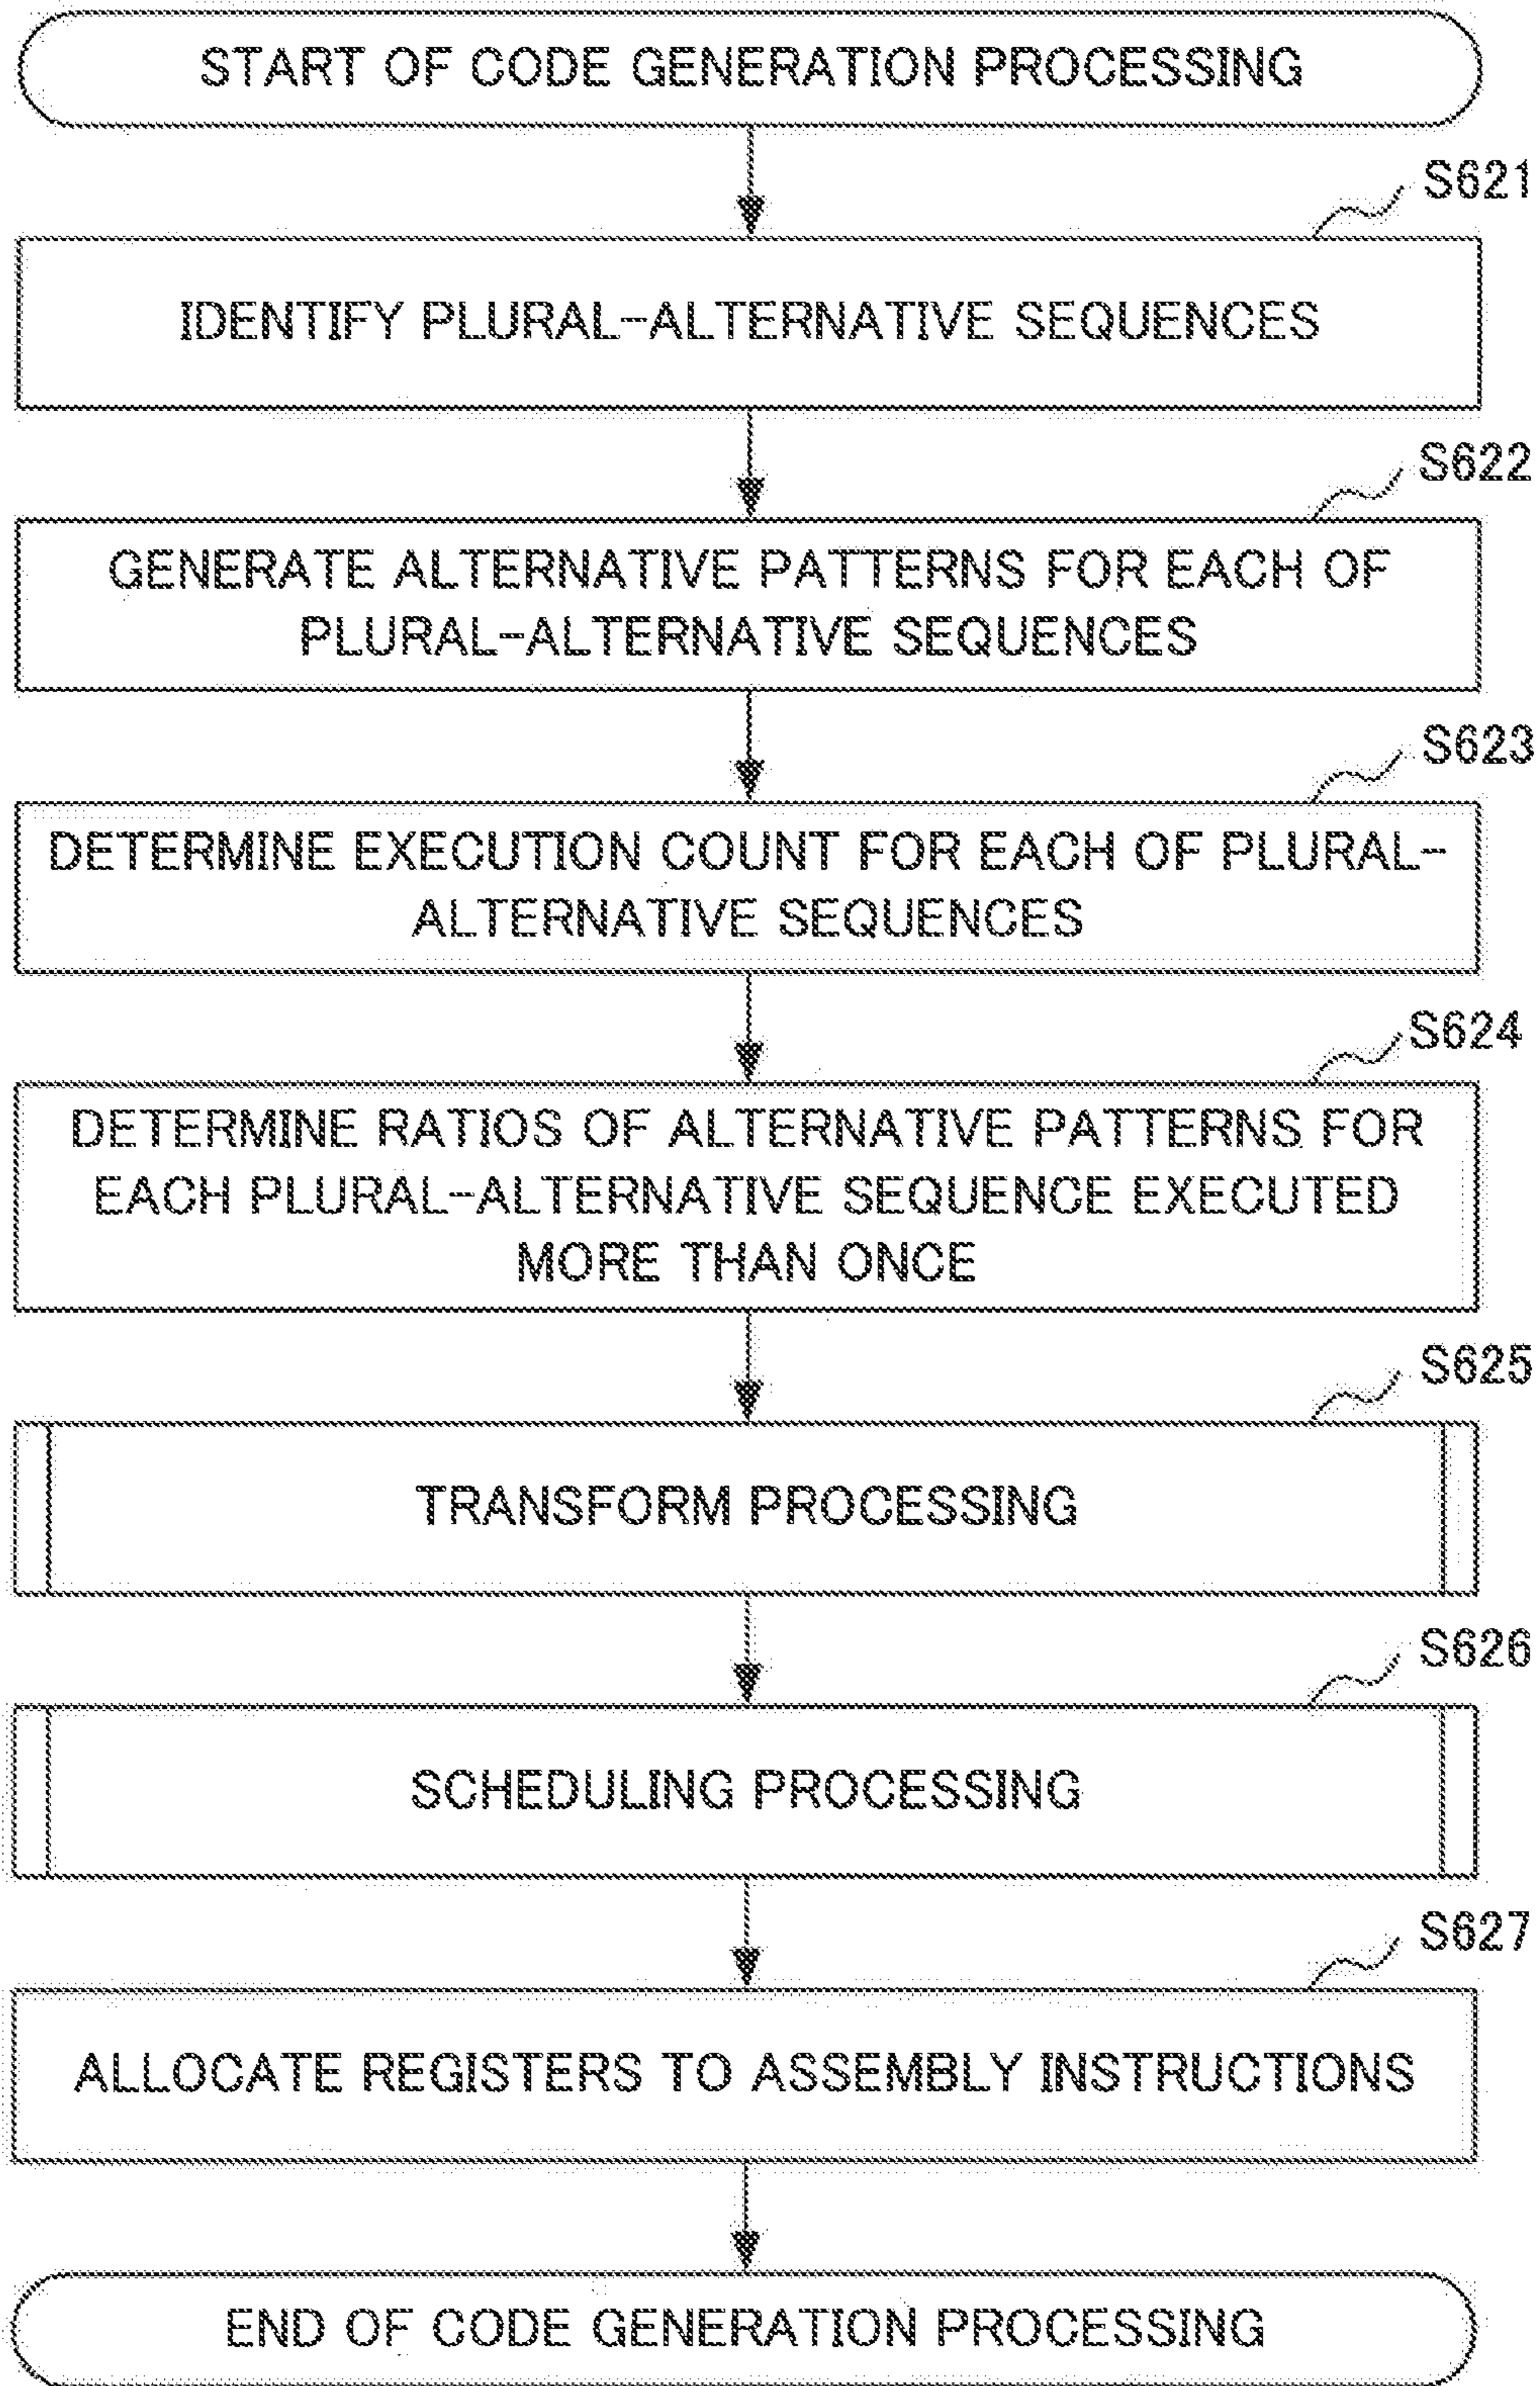 START OF CODE GENERATION PROCESSING
S621
IDENTIFY PLURAL-ALTERNATIVE SEQUENCES
S622
GENERATE ALTERNATIVE PATTERNS FOR EACH OF
PLURAL-ALTERNATIVE SEQUENCES
S623
DETERMINE EXECUTION COUNT FOR EACH OF PLURAL-
ALTERNATIVE SEQUENCES
S624
DETERMINE RATIOS OF ALTERNATIVE PATTERNS FOR
EACH PLURAL-ALTERNATIVE SEQUENCE EXECUTED
MORE THAN ONCE
S625
TRANSFORM PROCESSING
S626
SCHEDULING PROCESSING
S627
ALLOCATE REGISTERS TO ASSEMBLY INSTRUCTIONS
END OF CODE GENERATION PROCESSING